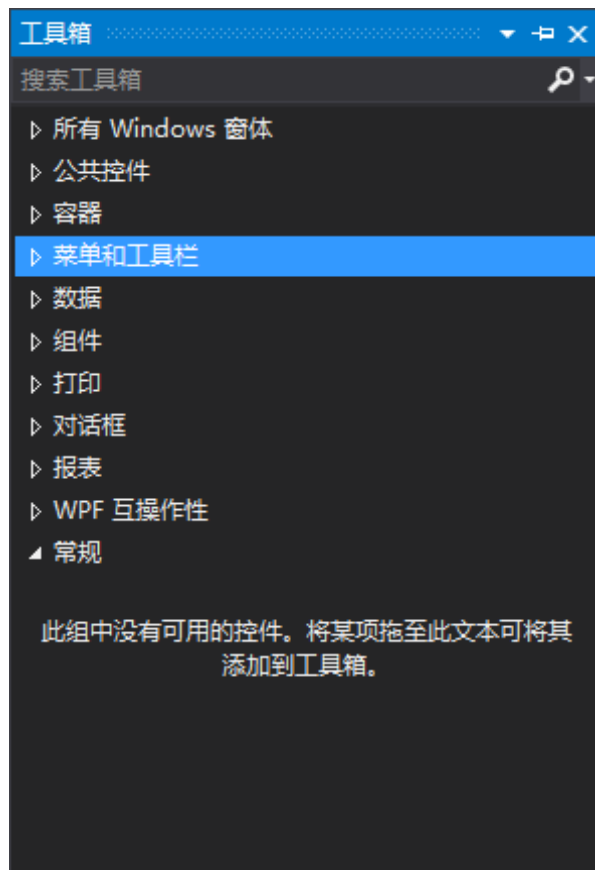 工具箱
搜索工具箱
所有 Windows 窗体
公共控件
容器
菜单和工具栏
数据
组件
打印
对话框
报表
WPF 互操作性
常规
此组中没有可用的控件。将某项拖至此文本可将其
添加到工具箱。